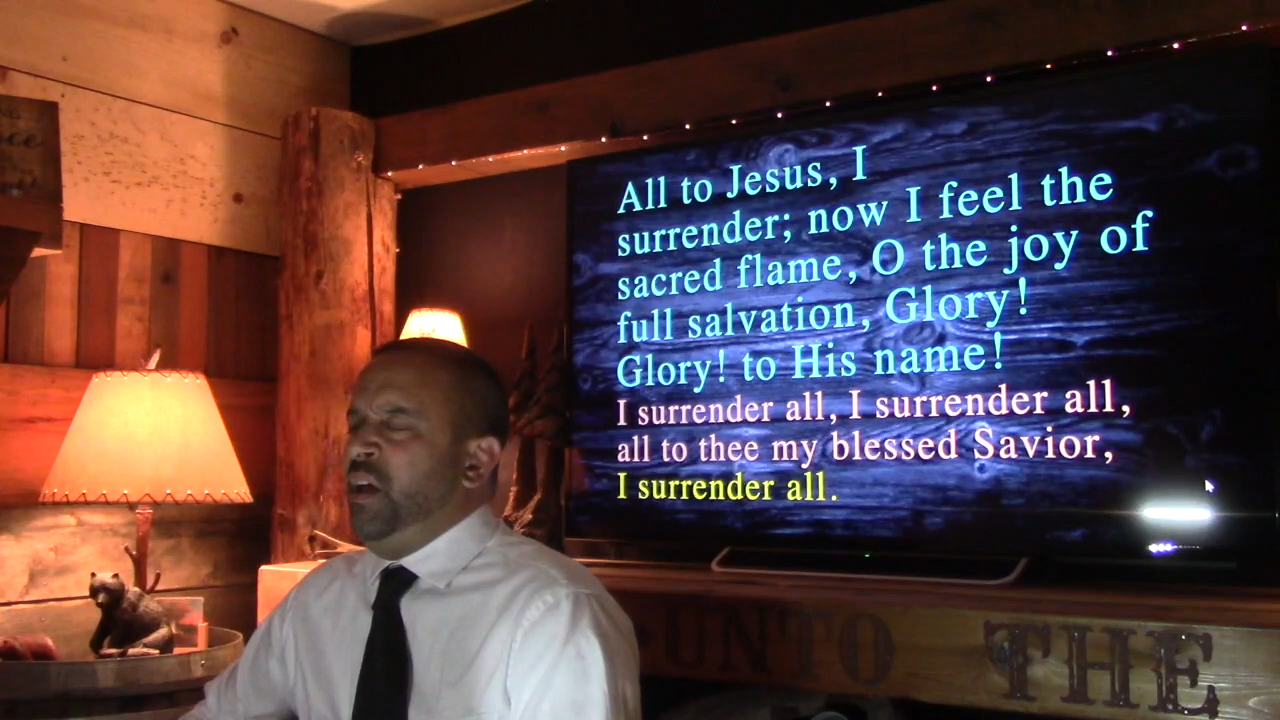 All to Jesus, I
surrender; now I feel the
sacred flame, O the joy of
full salvation, Glory!
Glory! to His name!
I surrender all, I surrender all,
all to thee my blessed Savior,
I surrender all.
UNTO THE